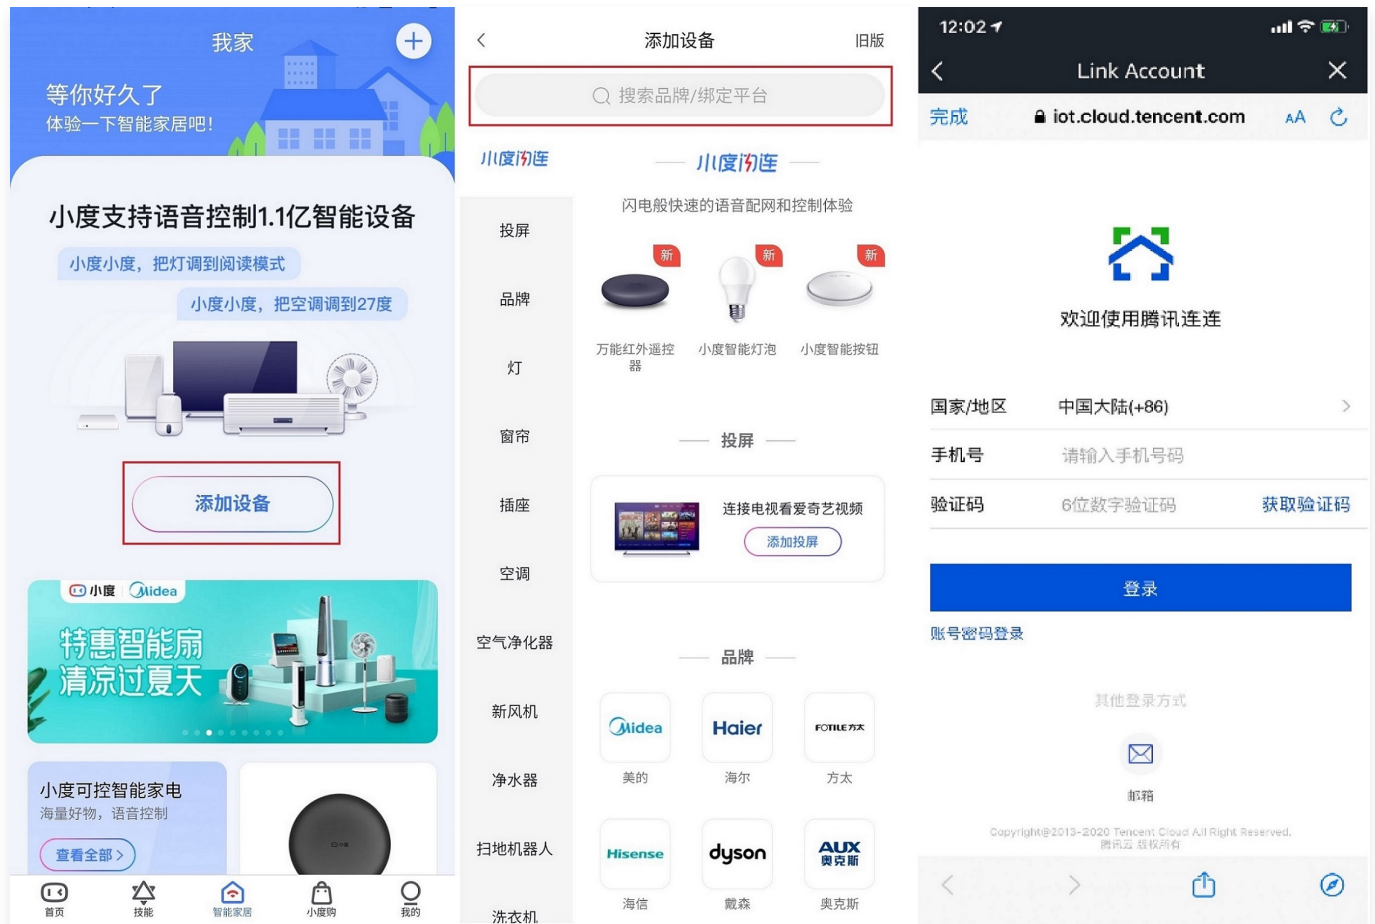 我家
等你好久了
体验一下智能家居吧！
小度支持语音控制1.1亿智能设备
小度小度，把灯调到阅读模式
小度小度，把空调调到27度
添加设备
小度 Midea
特惠智能扇
清凉过夏天
小度可控智能家电
海量好物，语音控制
查看全部
首页
技能
智能家居
小度购
我的
添加设备
旧版
搜索品牌/绑定平台
小度闪连
投屏
品牌
灯
窗帘
插座
空调
空气净化器
新风机
净水器
扫地机器人
洗衣机
小度闪连
闪电般快速的语音配网和控制体验
新
新
新
万能红外遥控器
小度智能灯泡
小度智能按钮
投屏
连接电视看爱奇艺视频
添加投屏
品牌
Midea
Haier
FOTILE 方太
美的
海尔
方太
Hisense
dyson
AUX
奥克斯
海信
戴森
奥克斯
12:02
Link Account
完成
iot.cloud.tencent.com
AA
欢迎使用腾讯连连
国家/地区
中国大陆(+86)
手机号
请输入手机号码
验证码
6位数字验证码
获取验证码
登录
账号密码登录
其他登录方式
邮箱
Copyright@2013-2020 Tencent Cloud All Right Reserved.
腾讯云 版权所有